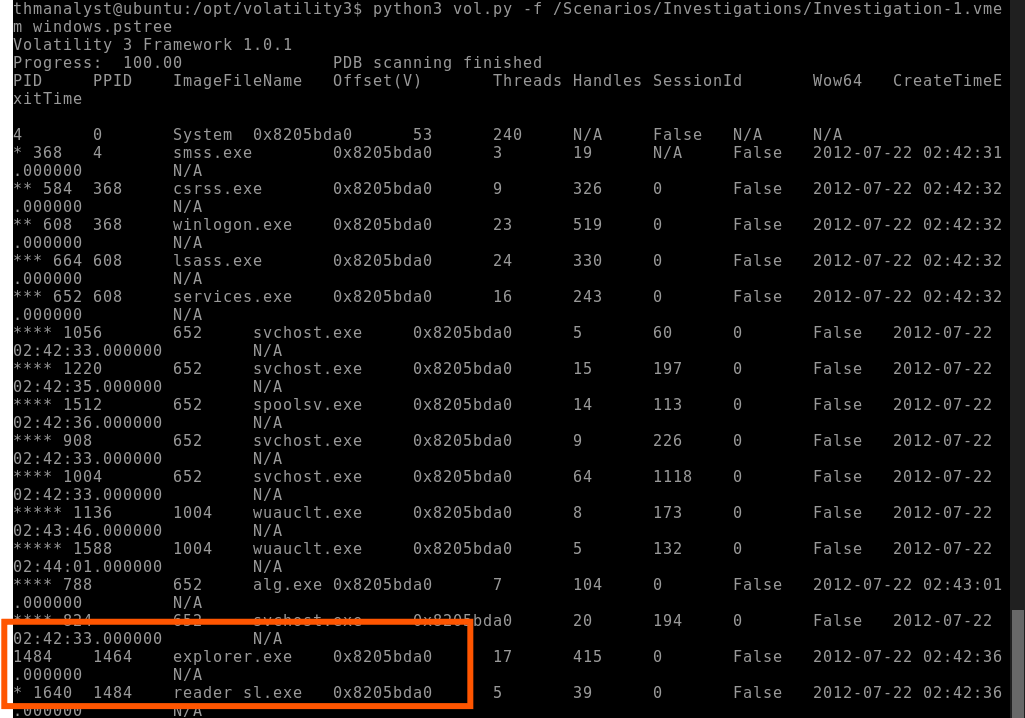 thmanalyst@ubuntu:/opt/volatility3$ python3 vol.py -f /Scenarios/Investigations/Investigation-1.vme
m windows.pstree
Volatility 3 Framework 1.0.1
Progress:  100.00               PDB scanning finished
PID     PPID    ImageFileName   Offset(V)       Threads Handles SessionId       Wow64   CreateTimeE
xitTime
4       0       System  0x8205bda0      53      240     N/A     False   N/A     N/A
* 368   4       smss.exe        0x8205bda0      3       19      N/A     False   2012-07-22 02:42:31
.000000         N/A
** 584  368     csrss.exe       0x8205bda0      9       326     0       False   2012-07-22 02:42:32
.000000         N/A
** 608  368     winlogon.exe    0x8205bda0      23      519     0       False   2012-07-22 02:42:32
.000000         N/A
*** 664 608     lsass.exe       0x8205bda0      24      330     0       False   2012-07-22 02:42:32
.000000         N/A
*** 652 608     services.exe    0x8205bda0      16      243     0       False   2012-07-22 02:42:32
.000000         N/A
**** 1056       652     svchost.exe     0x8205bda0      5       60      0       False   2012-07-22
02:42:33.000000         N/A
**** 1220       652     svchost.exe     0x8205bda0      15      197     0       False   2012-07-22
02:42:35.000000         N/A
**** 1512       652     spoolsv.exe     0x8205bda0      14      113     0       False   2012-07-22
02:42:36.000000         N/A
**** 908        652     svchost.exe     0x8205bda0      9       226     0       False   2012-07-22
02:42:33.000000         N/A
**** 1004       652     svchost.exe     0x8205bda0      64      1118    0       False   2012-07-22
02:42:33.000000         N/A
***** 1136      1004    wuauclt.exe     0x8205bda0      8       173     0       False   2012-07-22
02:43:46.000000         N/A
***** 1588      1004    wuauclt.exe     0x8205bda0      5       132     0       False   2012-07-22
02:44:01.000000         N/A
**** 788        652     alg.exe 0x8205bda0      7       104     0       False   2012-07-22 02:43:01
.000000         N/A
**** 824        652     svchost.exe     0x8205bda0      20      194     0       False   2012-07-22
02:42:33.000000         N/A
1484    1464    explorer.exe    0x8205bda0      17      415     0       False   2012-07-22 02:42:36
.000000         N/A
* 1640  1484    reader_sl.exe   0x8205bda0      5       39      0       False   2012-07-22 02:42:36
.000000         N/A